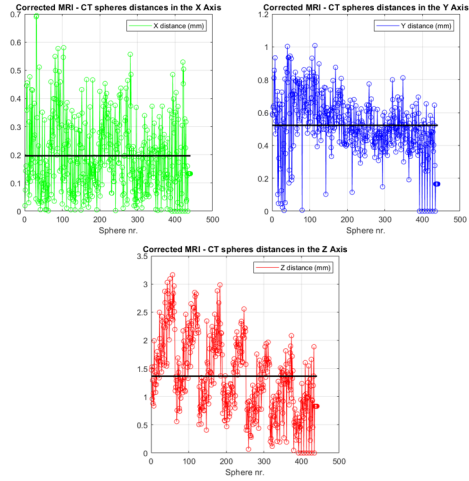 Corrected MRI - CT spheres distances in the X Axis
0.7
0.6
0.5
0.4
0.3
0.2
0.1
0
X distance (mm)
0 100 200 300 400 500
Sphere nr.
Corrected MRI - CT spheres distances in the Y Axis
1.2
1
0.8
0.6
0.4
0.2
0
Y distance (mm)
0 100 200 300 400 500
Sphere nr.
Corrected MRI - CT spheres distances in the Z Axis
3.5
3
2.5
2
1.5
1
0.5
0
Z distance (mm)
0 100 200 300 400 500
Sphere nr.